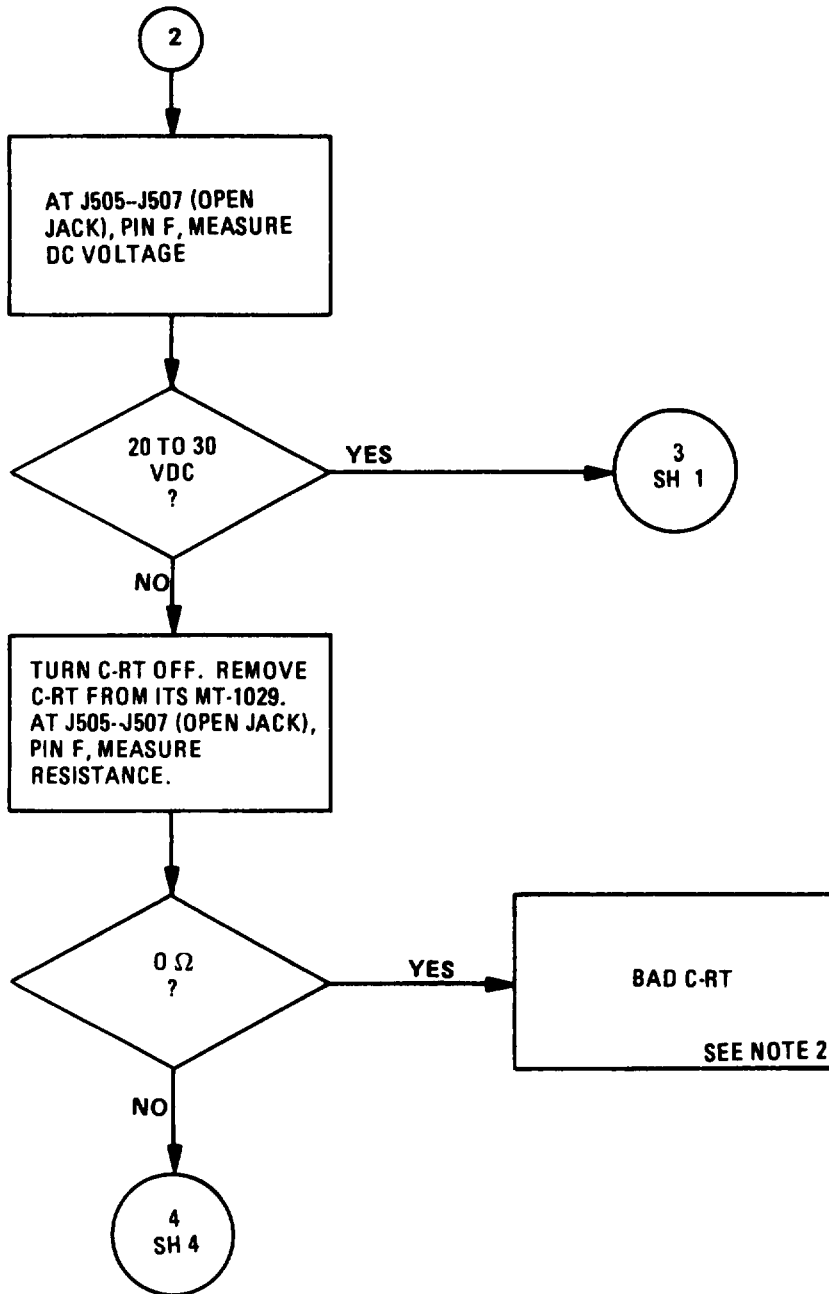 2
AT J505-J507 (OPEN
JACK), PIN F, MEASURE
DC VOLTAGE
20 TO 30
VDC
?
YES
3
SH 1
NO
TURN C-RT OFF. REMOVE
C-RT FROM ITS MT-1029.
AT J505-J507 (OPEN JACK),
PIN F, MEASURE
RESISTANCE.
0 Ω
?
YES
BAD C-RT
SEE NOTE 2
NO
4
SH 4